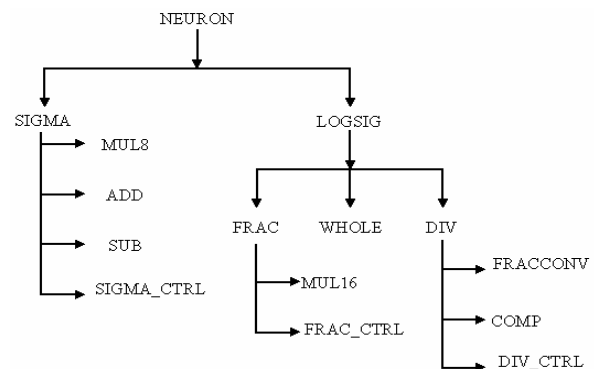 NEURON
SIGMA
LOGSIG
MUL8
ADD
SUB
SIGMA_CTRL
FRAC
WHOLE
DIV
MUL16
FRAC_CTRL
FRACCONV
COMP
DIV_CTRL